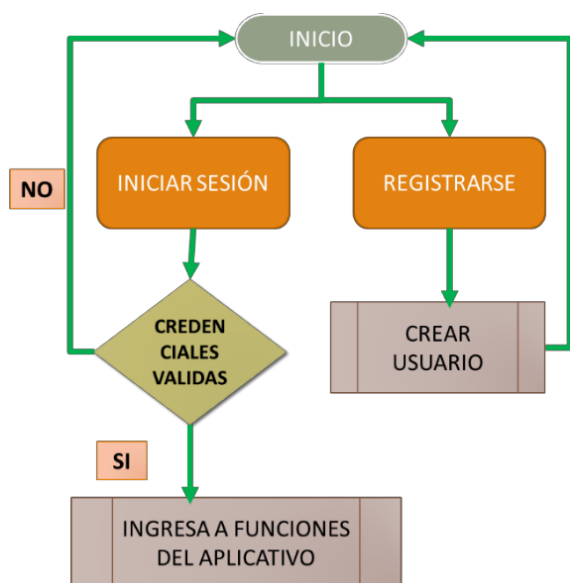 INICIO
INICIAR SESIÓN
REGISTRARSE
NO
CREDEN
CIALES
VALIDAS
CREAR
USUARIO
SI
INGRESA A FUNCIONES
DEL APLICATIVO